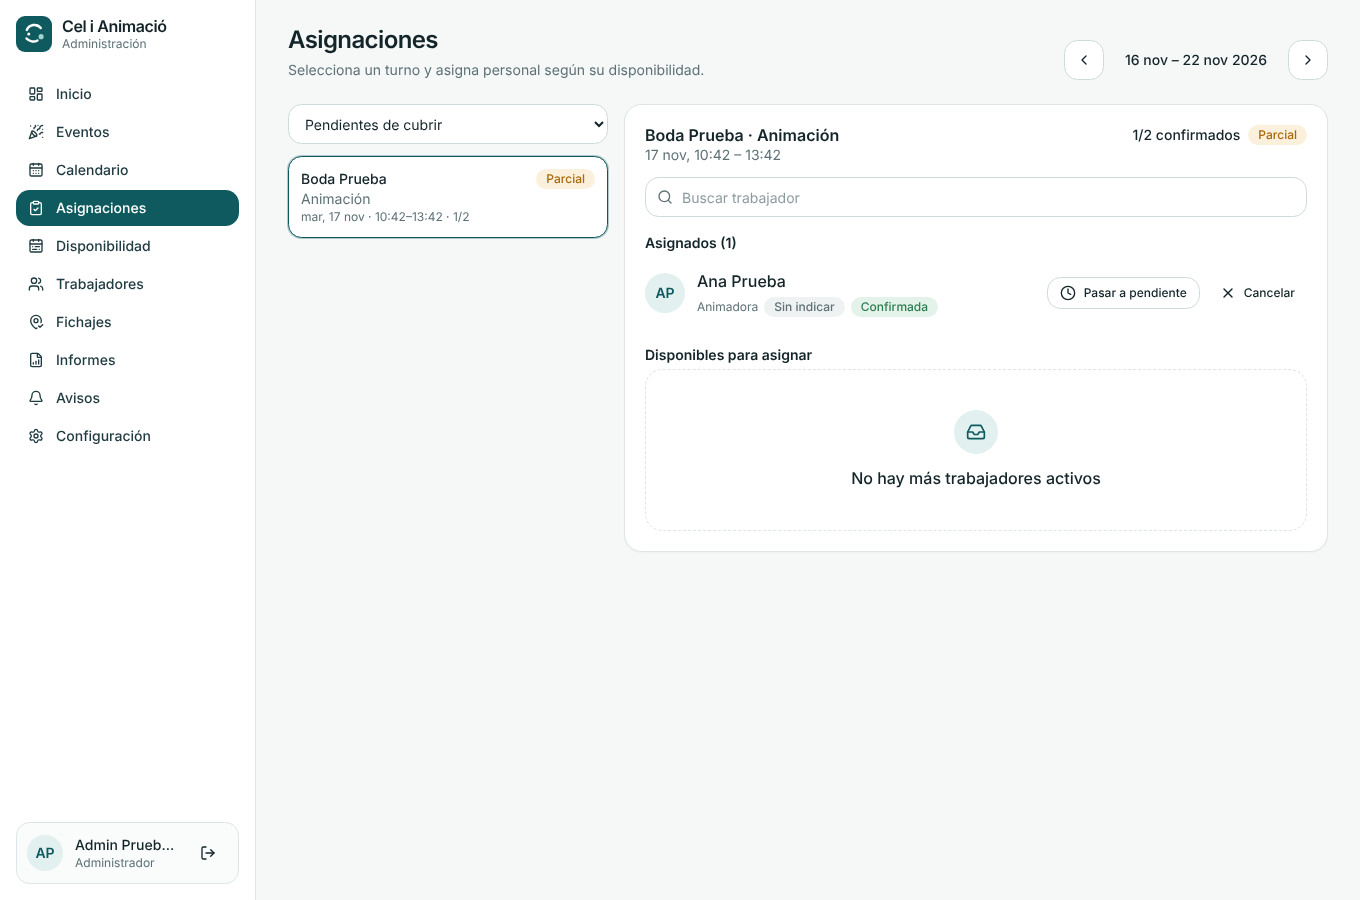 Cel i Animació
Administración
Inicio
Eventos
Calendario
Asignaciones
Disponibilidad
Trabajadores
Fichajes
Informes
Avisos
Configuración
AP
Admin Prueb...
Administrador
Asignaciones
Selecciona un turno y asigna personal según su disponibilidad.
16 nov – 22 nov 2026
Pendientes de cubrir
Boda Prueba
Parcial
Animación
mar, 17 nov · 10:42–13:42 · 1/2
Boda Prueba · Animación
1/2 confirmados
Parcial
17 nov, 10:42 – 13:42
Buscar trabajador
Asignados (1)
AP
Ana Prueba
Animadora
Sin indicar
Confirmada
Pasar a pendiente
Cancelar
Disponibles para asignar
No hay más trabajadores activos